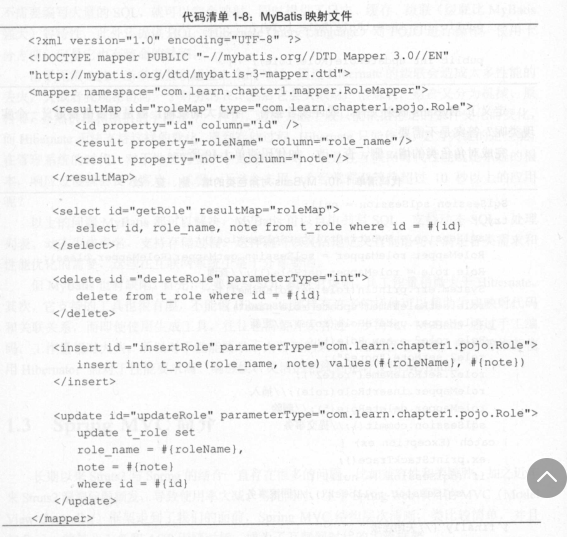 代码清单 1-8：MyBatis 映射文件
<?xml version="1.0" encoding="UTF-8" ?>
<!DOCTYPE mapper PUBLIC "-//mybatis.org//DTD Mapper 3.0//EN"
"http://mybatis.org/dtd/mybatis-3-mapper.dtd">
<mapper namespace="com.learn.chapter1.mapper.RoleMapper">
<resultMap id="roleMap" type="com.learn.chapter1.pojo.Role">
<id property="id" column="id" />
<result property="roleName" column="role_name"/>
<result property="note" column="note"/>
</resultMap>
<select id="getRole" resultMap="roleMap">
select id, role_name, note from t_role where id = #{id}
</select>
<delete id ="deleteRole" parameterType="int">
delete from t_role where id = #{id}
</delete>
<insert id ="insertRole" parameterType="com.learn.chapter1.pojo.Role">
insert into t_role(role_name, note) values(#{roleName}, #{note})
</insert>
<update id="updateRole" parameterType="com.learn.chapter1.pojo.Role">
update t_role set
role_name = #{roleName},
note = #{note}
where id = #{id}
</update>
</mapper>